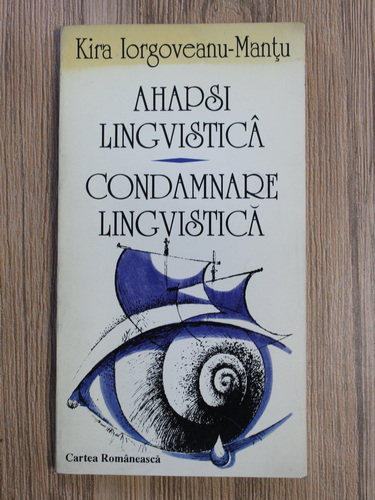 Kira Iorgoveanu-Manțu
AHAPSI
LINGVISTICÂ
CONDAMNARE
LINGVISTICĂ
Cartea Românească